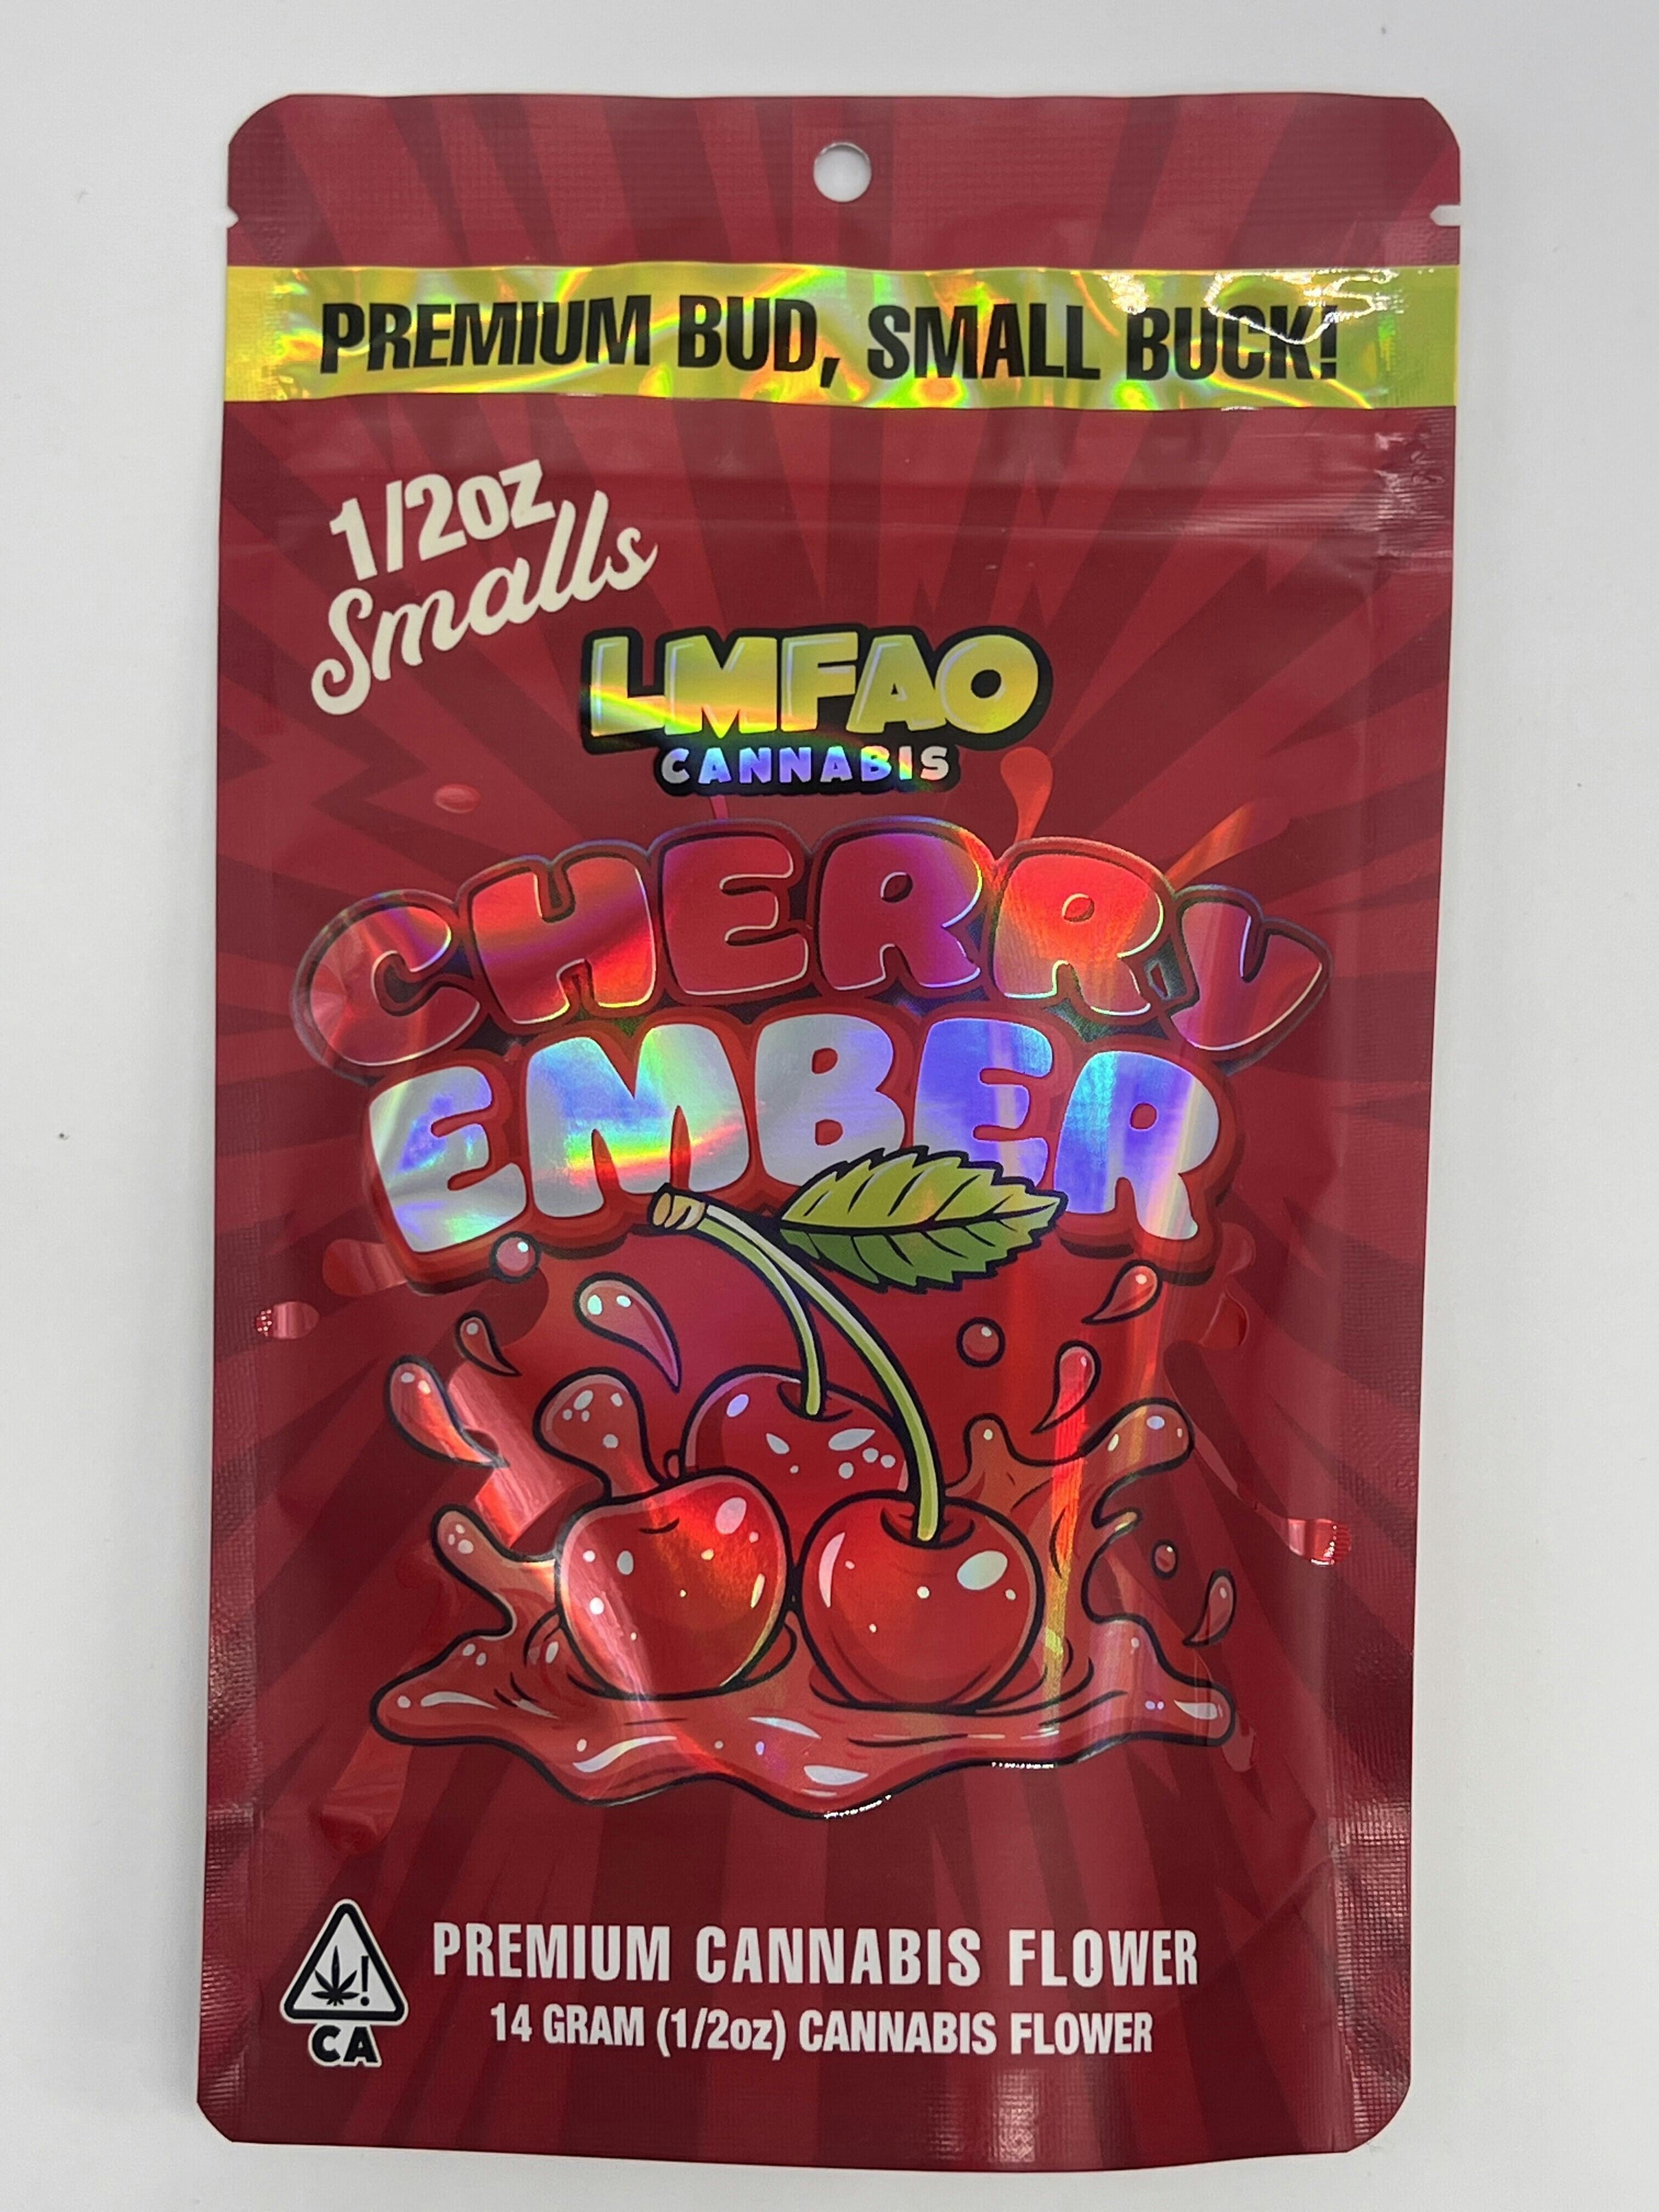 PREMIUM BUD, SMALL BUCK!
1/2oz
Smalls
LMFAO
CANNABIS
CHERRY
EMBER
PREMIUM CANNABIS FLOWER
14 GRAM (1/2oz) CANNABIS FLOWER
!
CA